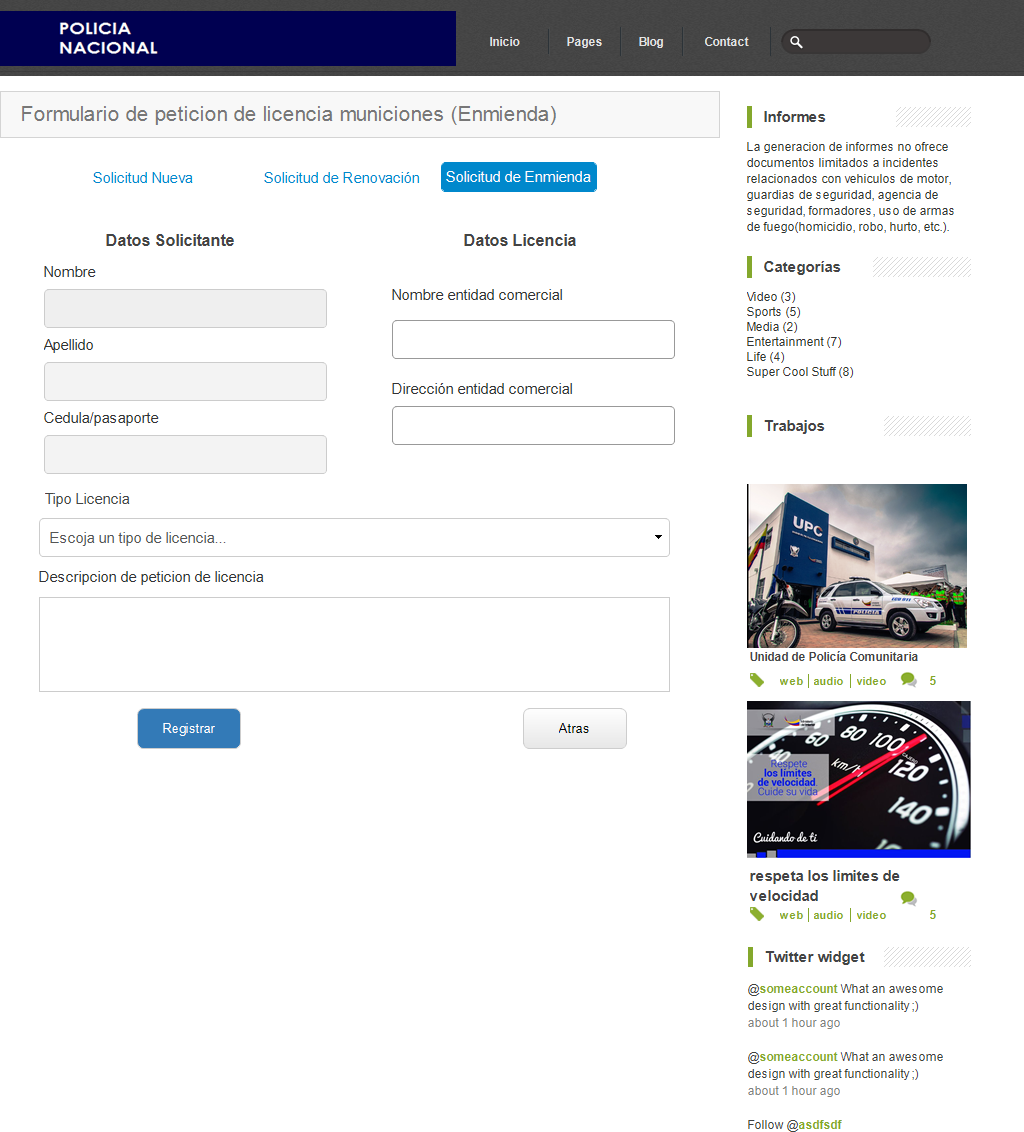 POLICIA
NACIONAL
Inicio
Pages
Blog
Contact
Formulario de peticion de licencia municiones (Enmienda)
Solicitud Nueva
Solicitud de Renovación
Solicitud de Enmienda
Datos Solicitante
Nombre
Apellido
Cedula/pasaporte
Datos Licencia
Nombre entidad comercial
Dirección entidad comercial
Tipo Licencia
Escoja un tipo de licencia...
Descripcion de peticion de licencia
Registrar
Atras
Informes
La generacion de informes no ofrece
documentos limitados a incidentes
relacionados con vehiculos de motor,
guardias de seguridad, agencia de
seguridad, formadores, uso de armas
de fuego(homicidio, robo, hurto, etc.).
Categorías
Video (3)
Sports (5)
Media (2)
Entertainment (7)
Life (4)
Super Cool Stuff (8)
Trabajos
UPC
POLICIA
Unidad de Policía Comunitaria
web
audio
video
5
60
80
100
120
140
km/h
Respete
los límites
de velocidad.
Cuide su vida
Cuidando de ti
respeta los limites de
velocidad
web
audio
video
5
Twitter widget
@someaccount What an awesome
design with great functionality ;)
about 1 hour ago
@someaccount What an awesome
design with great functionality ;)
about 1 hour ago
Follow @asdfsdf